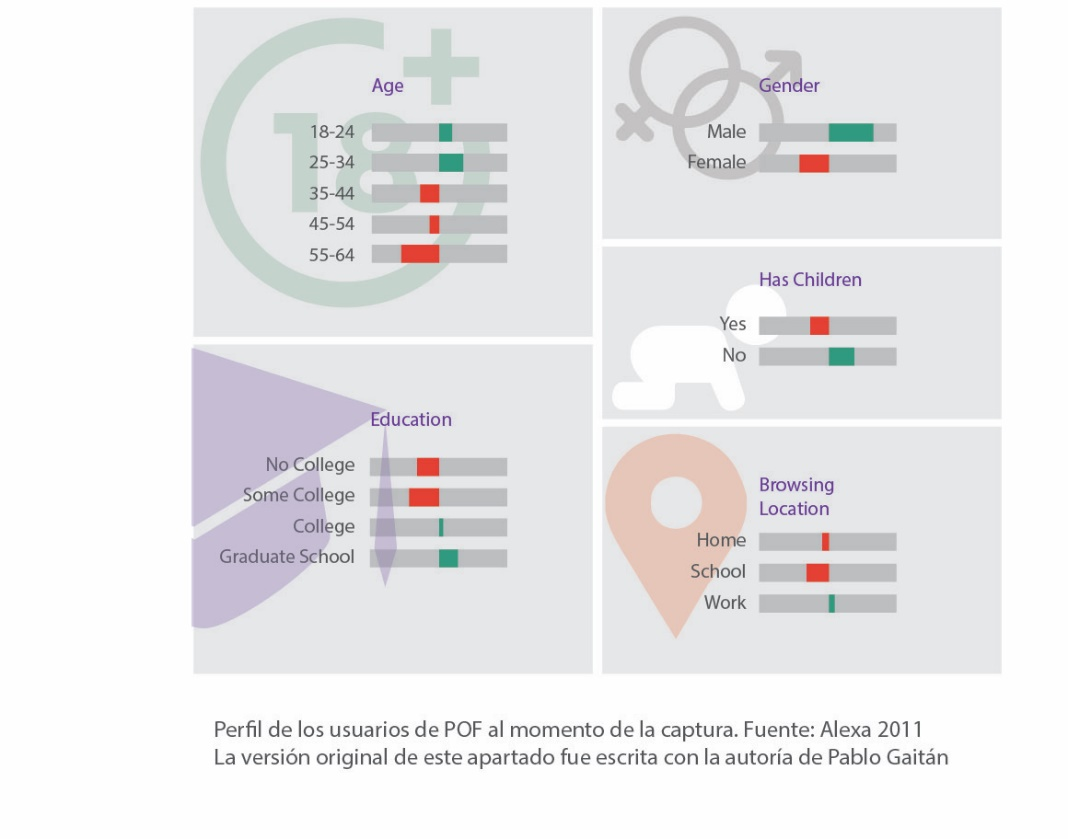 18+
Age
18-24
25-34
35-44
45-54
55-64
Gender
Male
Female
Has Children
Yes
No
Education
No College
Some College
College
Graduate School
Browsing
Location
Home
School
Work
Perfil de los usuarios de POF al momento de la captura. Fuente: Alexa 2011
La versión original de este apartado fue escrita con la autoría de Pablo Gaitán